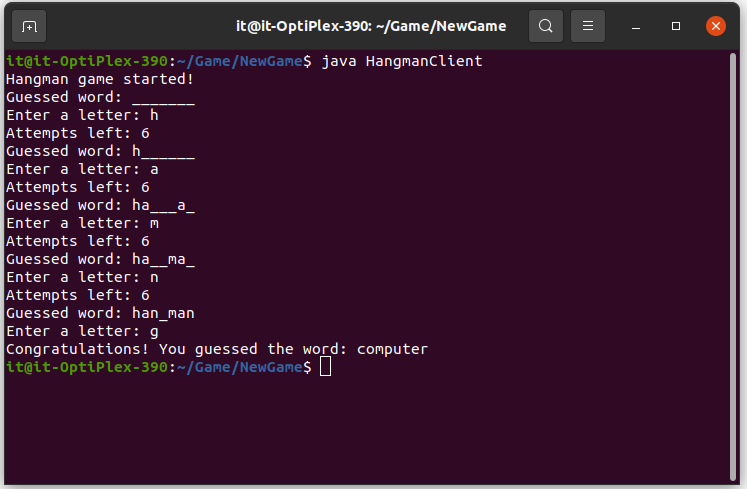 it@it-OptiPlex-390: ~/Game/NewGame
it@it-OptiPlex-390:~/Game/NewGame$ java HangmanClient
Hangman game started!
Guessed word: _______
Enter a letter: h
Attempts left: 6
Guessed word: h______
Enter a letter: a
Attempts left: 6
Guessed word: ha___a_
Enter a letter: m
Attempts left: 6
Guessed word: ha__ma_
Enter a letter: n
Attempts left: 6
Guessed word: han_man
Enter a letter: g
Congratulations! You guessed the word: computer
it@it-OptiPlex-390:~/Game/NewGame$